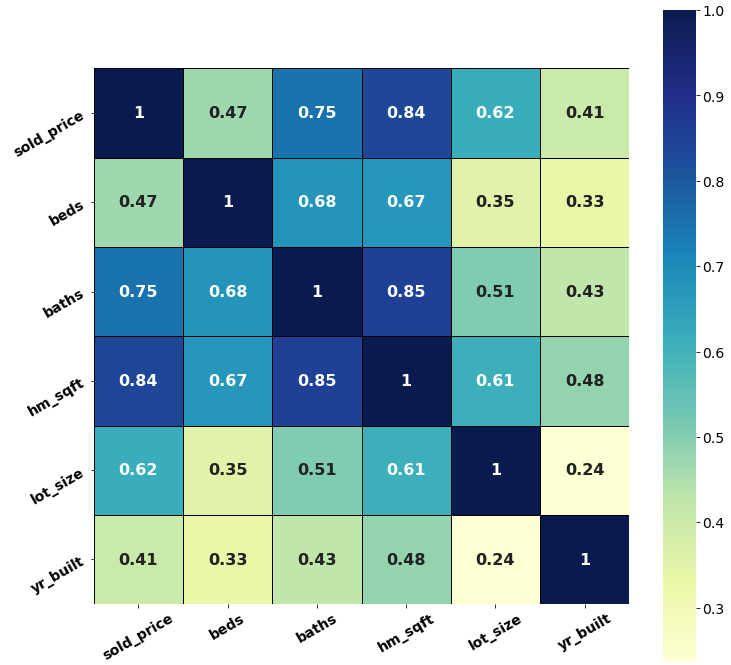 1.0
sold_price 1 0.47 0.75 0.84 0.62 0.41
0.9
beds 0.47 1 0.68 0.67 0.35 0.33
0.8
baths 0.75 0.68 1 0.85 0.51 0.43
0.7
hm_sqft 0.84 0.67 0.85 1 0.61 0.48
0.6
0.5
lot_size 0.62 0.35 0.51 0.61 1 0.24
0.4
yr_built 0.41 0.33 0.43 0.48 0.24 1
0.3
sold_price beds baths hm_sqft lot_size yr_built